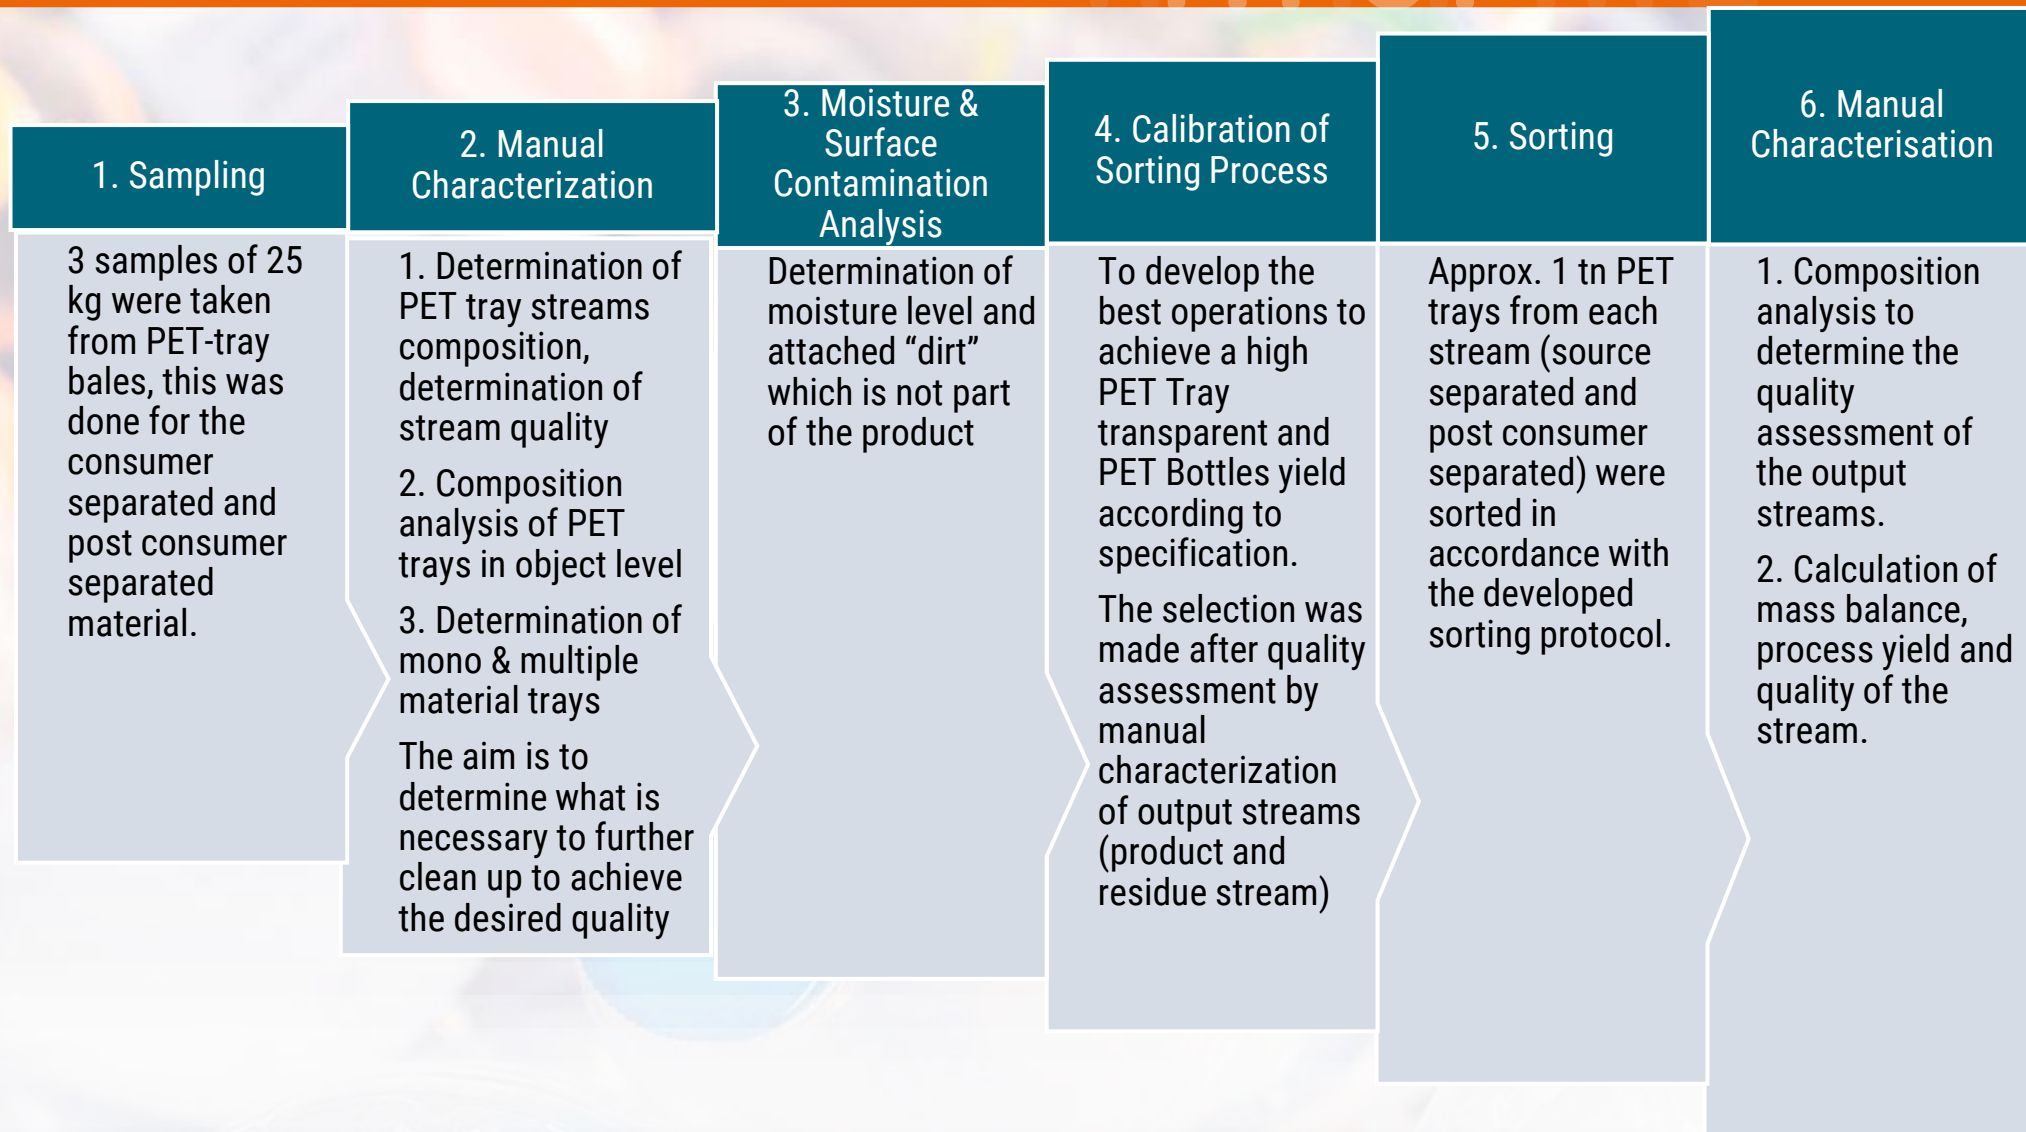 1. Sampling
3 samples of 25
kg were taken
from PET-tray
bales, this was
done for the
consumer
separated and
post consumer
separated
material.
2. Manual
Characterization
1. Determination of
PET tray streams
composition,
determination of
stream quality
2. Composition
analysis of PET
trays in object level
3. Determination of
mono & multiple
material trays
The aim is to
determine what is
necessary to further
clean up to achieve
the desired quality
3. Moisture &
Surface
Contamination
Analysis
Determination of
moisture level and
attached “dirt”
which is not part
of the product
4. Calibration of
Sorting Process
To develop the
best operations to
achieve a high
PET Tray
transparent and
PET Bottles yield
according to
specification.
The selection was
made after quality
assessment by
manual
characterization
of output streams
(product and
residue stream)
5. Sorting
Approx. 1 tn PET
trays from each
stream (source
separated and
post consumer
separated) were
sorted in
accordance with
the developed
sorting protocol.
6. Manual
Characterisation
1. Composition
analysis to
determine the
quality
assessment of
the output
streams.
2. Calculation of
mass balance,
process yield and
quality of the
stream.